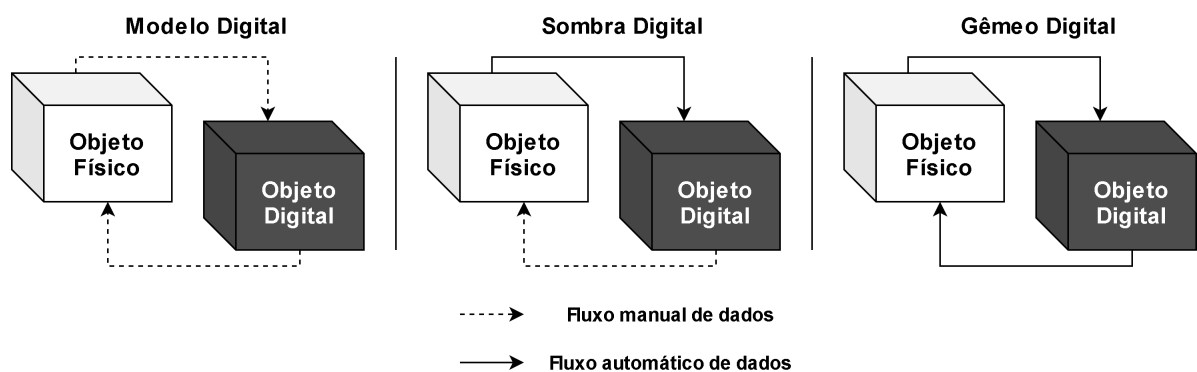 Modelo Digital
Objeto
Físico
Objeto
Digital
Sombra Digital
Objeto
Físico
Objeto
Digital
Gêmeo Digital
Objeto
Físico
Objeto
Digital
Fluxo manual de dados
Fluxo automático de dados